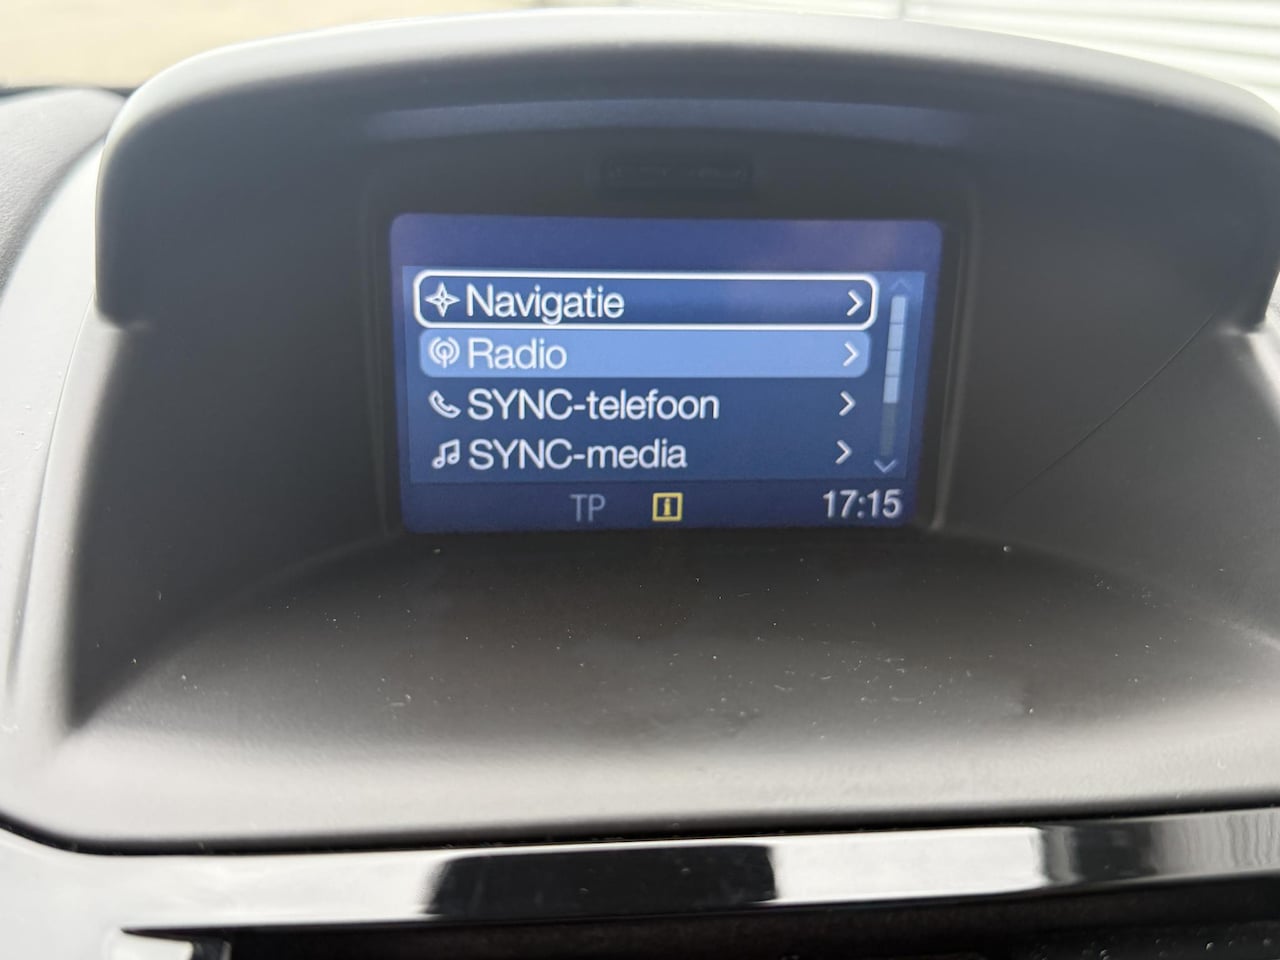 Navigatie
Radio
SYNC-telefoon
SYNC-media
TP i 17:15